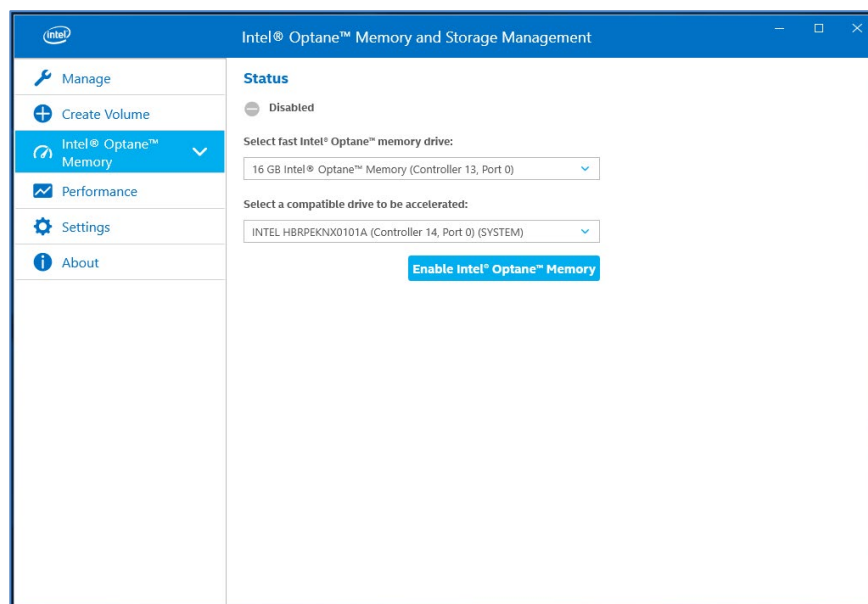 intel
Intel® Optane™ Memory and Storage Management
Manage
Create Volume
Intel® Optane™
Memory
Performance
Settings
About
Status
Disabled
Select fast Intel® Optane™ memory drive:
16 GB Intel® Optane™ Memory (Controller 13, Port 0)
Select a compatible drive to be accelerated:
INTEL HBRPEKNX0101A (Controller 14, Port 0) (SYSTEM)
Enable Intel® Optane™ Memory